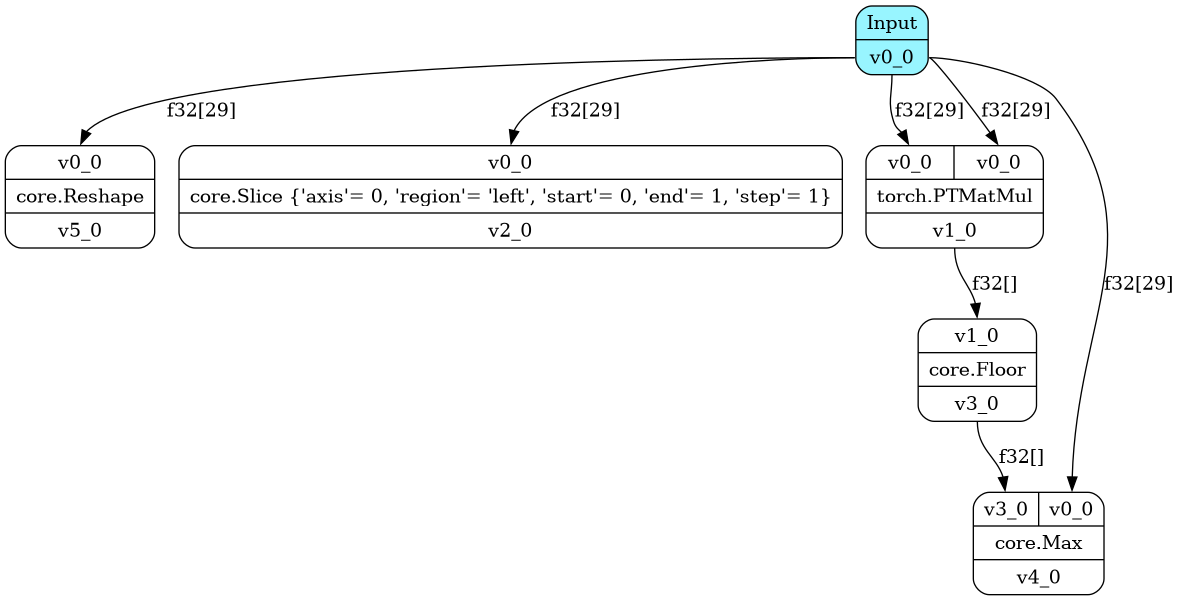 Input
v0_0
f32[29]
f32[29]
f32[29]
f32[29]
v0_0
core.Reshape
v5_0
v0_0
core.Slice {'axis'= 0, 'region'= 'left', 'start'= 0, 'end'= 1, 'step'= 1}
v2_0
v0_0 v0_0
torch.PTMatMul
v1_0
f32[]
f32[29]
v1_0
core.Floor
v3_0
f32[]
v3_0 v0_0
core.Max
v4_0